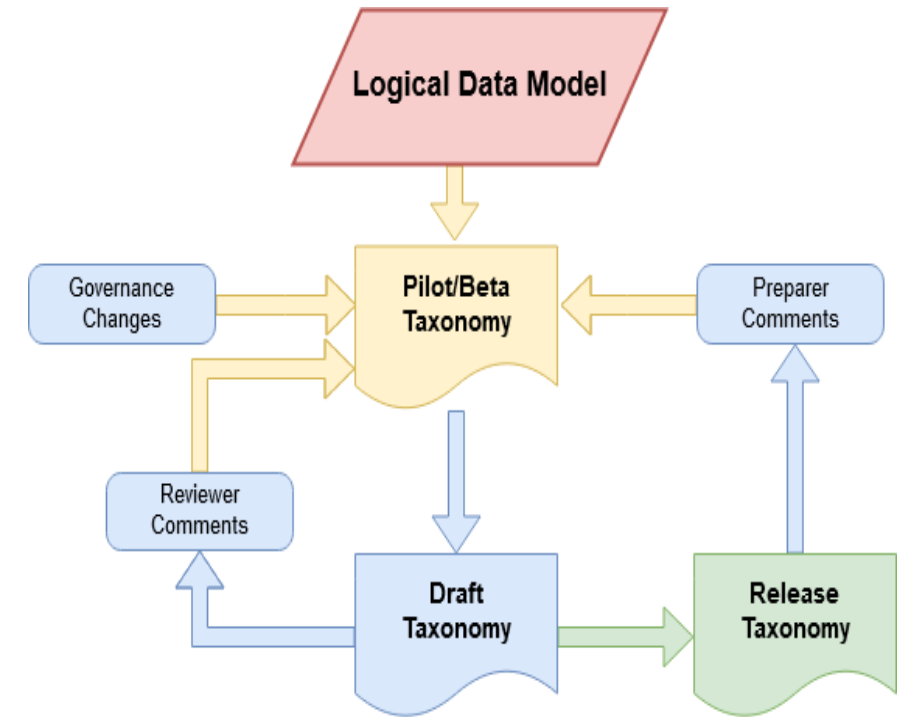 Logical Data Model
Governance
Changes
Pilot/Beta
Taxonomy
Preparer
Comments
Reviewer
Comments
Draft
Taxonomy
Release
Taxonomy